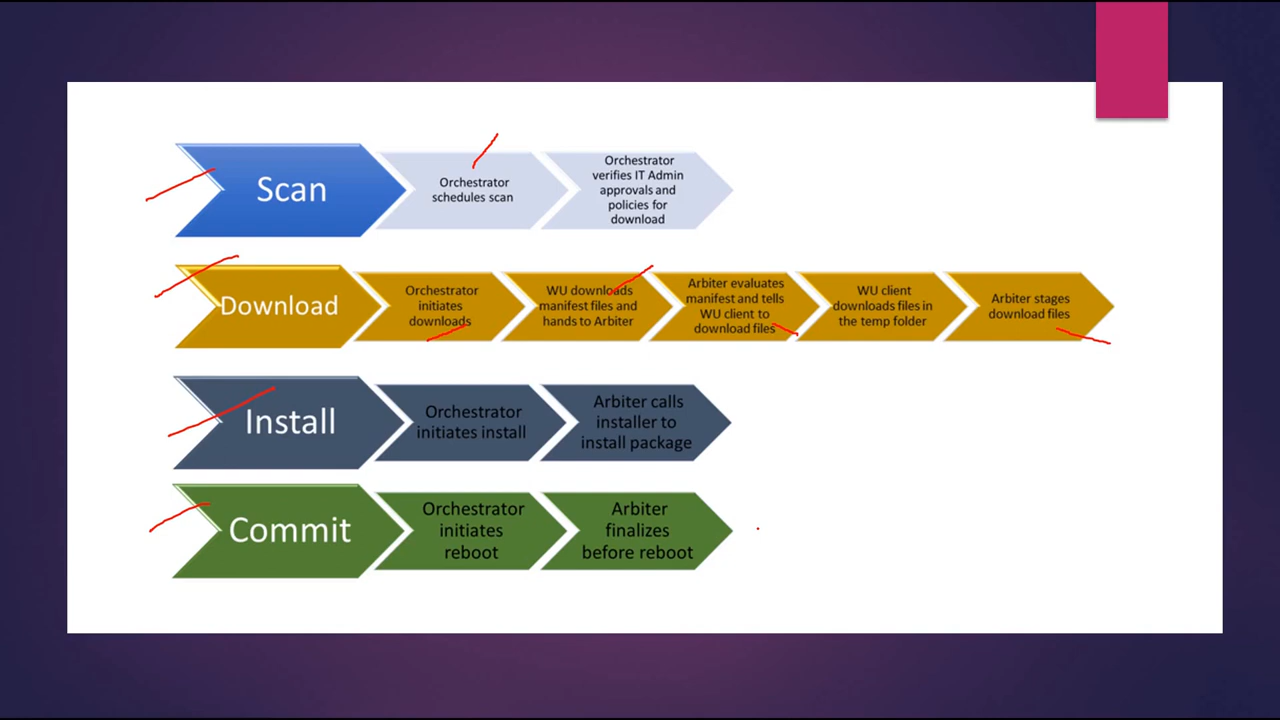 Scan
Orchestrator
schedules scan
Orchestrator
verifies IT Admin
approvals and
policies for
download
Download
Orchestrator
initiates
downloads
WU downloads
manifest files and
hands to Arbiter
Arbiter evaluates
manifest and tells
WU client to
download files
WU client
downloads files in
the temp folder
Arbiter stages
download files
Install
Orchestrator
initiates install
Arbiter calls
installer to
install package
Commit
Orchestrator
initiates
reboot
Arbiter
finalizes
before reboot